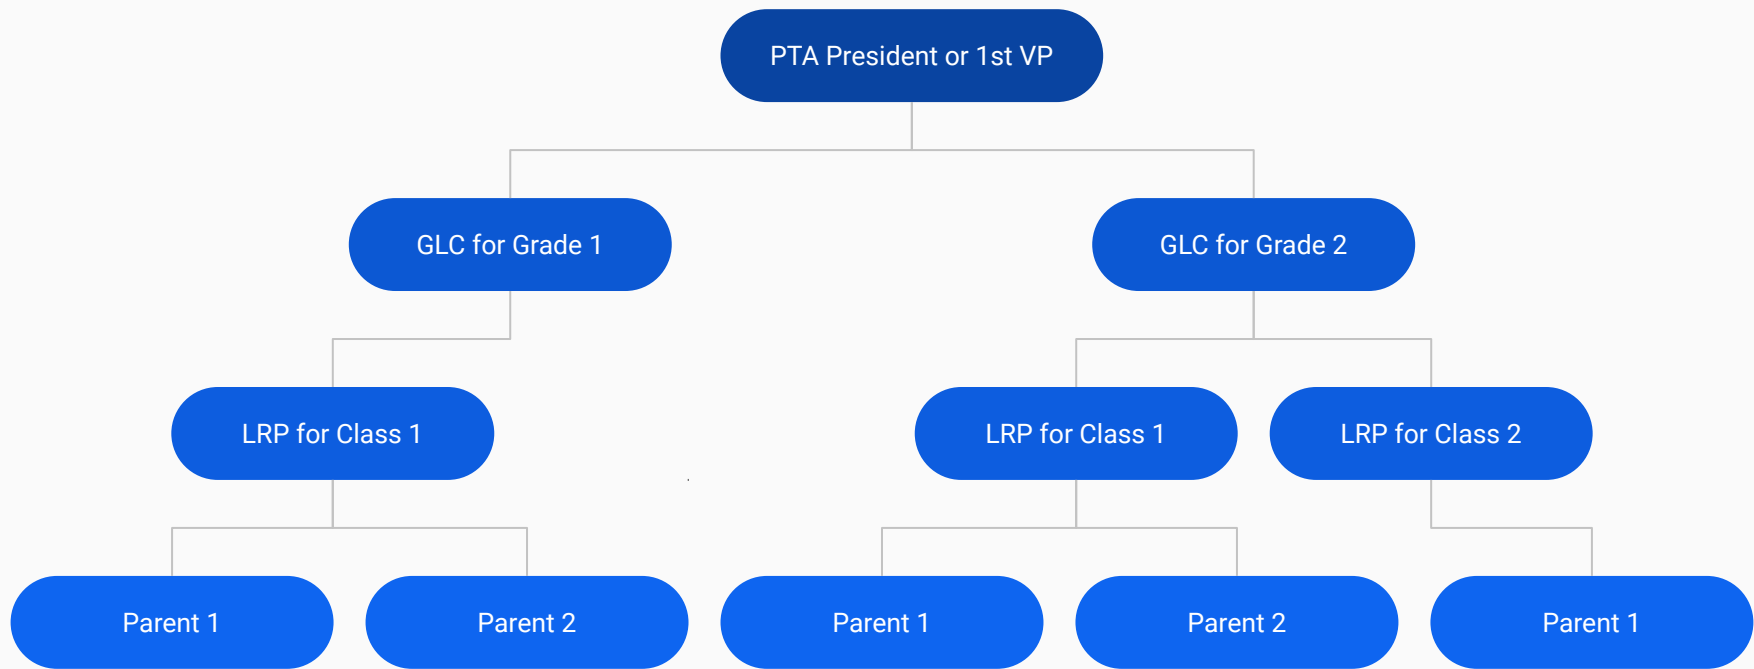 PTA President or 1st VP
GLC for Grade 1
GLC for Grade 2
LRP for Class 1
LRP for Class 1
LRP for Class 2
Parent 1
Parent 2
Parent 1
Parent 2
Parent 1